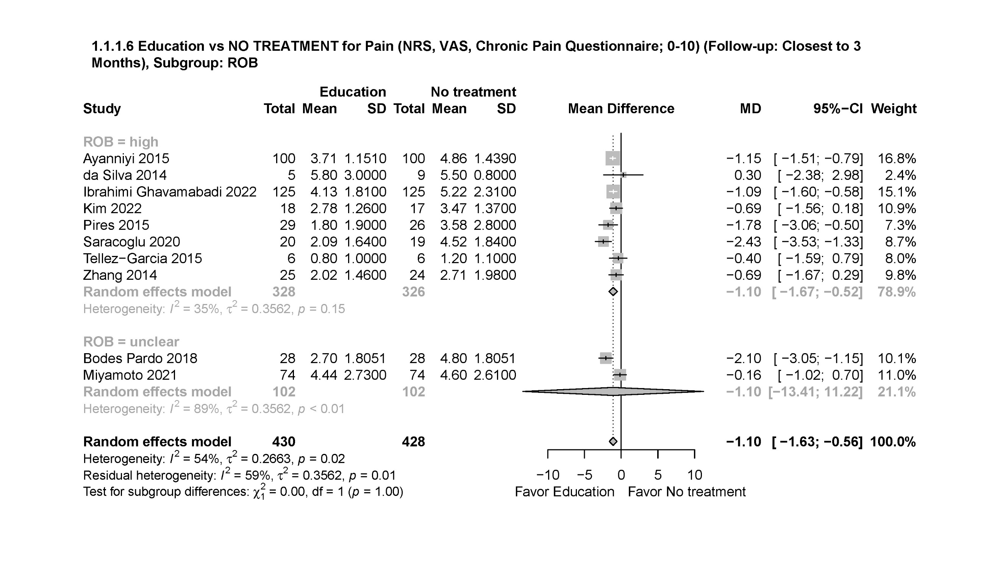 1.1.1.6 Education vs NO TREATMENT for Pain (NRS, VAS, Chronic Pain Questionnaire; 0-10) (Follow-up: Closest to 3
Months), Subgroup: ROB
Education No treatment
Study Total Mean SD Total Mean SD Mean Difference MD 95%−CI Weight
ROB = high
Ayanniyi 2015 100 3.71 1.1510 100 4.86 1.4390 −1.15 [ −1.51; −0.79] 16.8%
da Silva 2014 5 5.80 3.0000 9 5.50 0.8000 0.30 [ −2.38; 2.98] 2.4%
Ibrahimi Ghavamabadi 2022 125 4.13 1.8100 125 5.22 2.3100 −1.09 [ −1.60; −0.58] 15.1%
Kim 2022 18 2.78 1.2600 17 3.47 1.3700 −0.69 [ −1.56; 0.18] 10.9%
Pires 2015 29 1.80 1.9000 26 3.58 2.8000 −1.78 [ −3.06; −0.50] 7.3%
Saracoglu 2020 20 2.09 1.6400 19 4.52 1.8400 −2.43 [ −3.53; −1.33] 8.7%
Tellez−Garcia 2015 6 0.80 1.0000 6 1.20 1.1000 −0.40 [ −1.59; 0.79] 8.0%
Zhang 2014 25 2.02 1.4600 24 2.71 1.9800 −0.69 [ −1.67; 0.29] 9.8%
Random effects model 328 326 −1.10 [ −1.67; −0.52] 78.9%
Heterogeneity: I² = 35%, τ² = 0.3562, p = 0.15
ROB = unclear
Bodes Pardo 2018 28 2.70 1.8051 28 4.80 1.8051 −2.10 [ −3.05; −1.15] 10.1%
Miyamoto 2021 74 4.44 2.7300 74 4.60 2.6100 −0.16 [ −1.02; 0.70] 11.0%
Random effects model 102 102 −1.10 [−13.41; 11.22] 21.1%
Heterogeneity: I² = 89%, τ² = 0.3562, p < 0.01
Random effects model 430 428 −1.10 [ −1.63; −0.56] 100.0%
Heterogeneity: I² = 54%, τ² = 0.2663, p = 0.02
Residual heterogeneity: I² = 59%, τ² = 0.3562, p = 0.01
−10 −5 0 5 10
Test for subgroup differences: χ²₁ = 0.00, df = 1 (p = 1.00)
Favor Education Favor No treatment